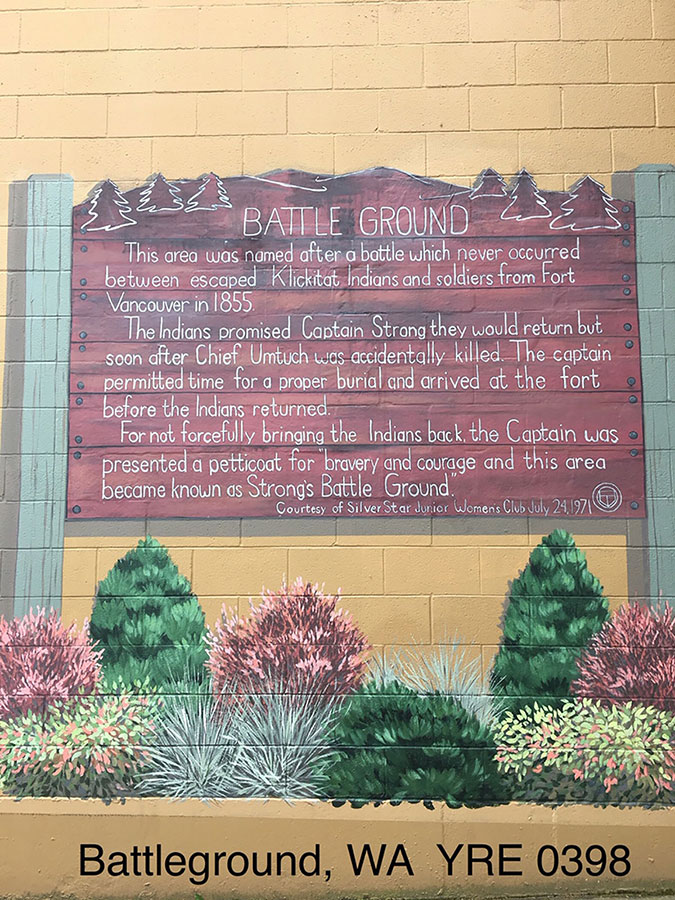 BATTLE GROUND
This area was named after a battle which never occurred
between escaped Klickitat Indians and soldiers from Fort
Vancouver in 1855.
The Indians promised Captain Strong they would return but
soon after Chief Umtuch was accidentally killed. The captain
permitted time for a proper burial and arrived at the fort
before the Indians returned.
For not forcefully bringing the Indians back, the Captain was
presented a petticoat for "bravery and courage and this area
became known as Strong's Battle Ground".
Courtesy of Silver Star Junior Womens Club July 24, 1971
Battleground, WA YRE 0398